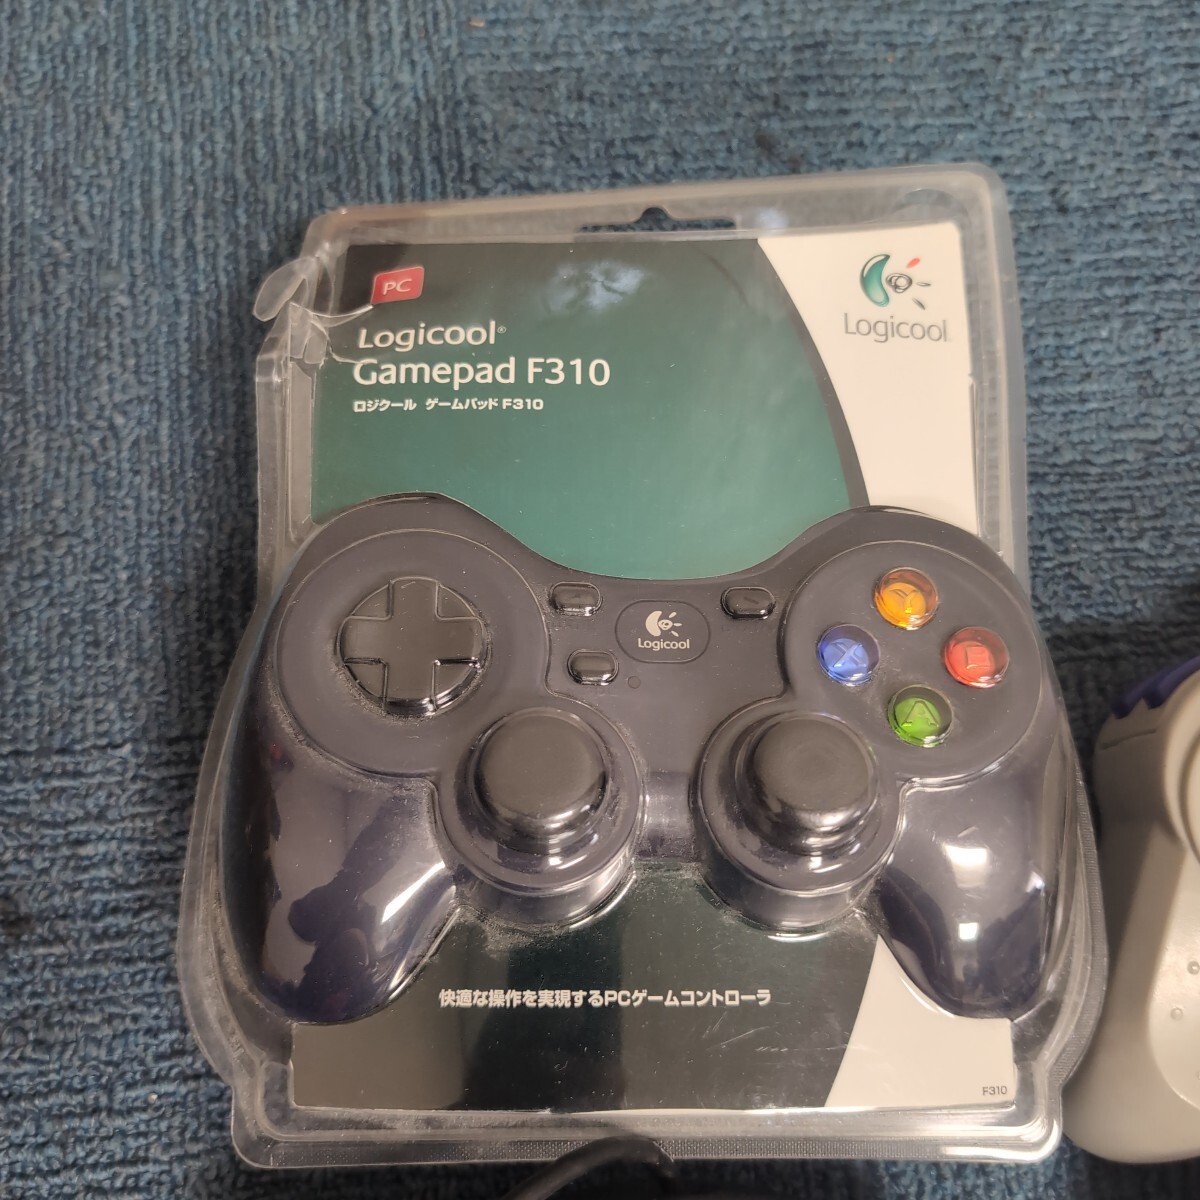 PC
Logicool®
Gamepad F310
ロジクール ゲームパッド F310
Logicool
Logicool
Y
X
B
A
快適な操作を実現するPCゲームコントローラ
F310